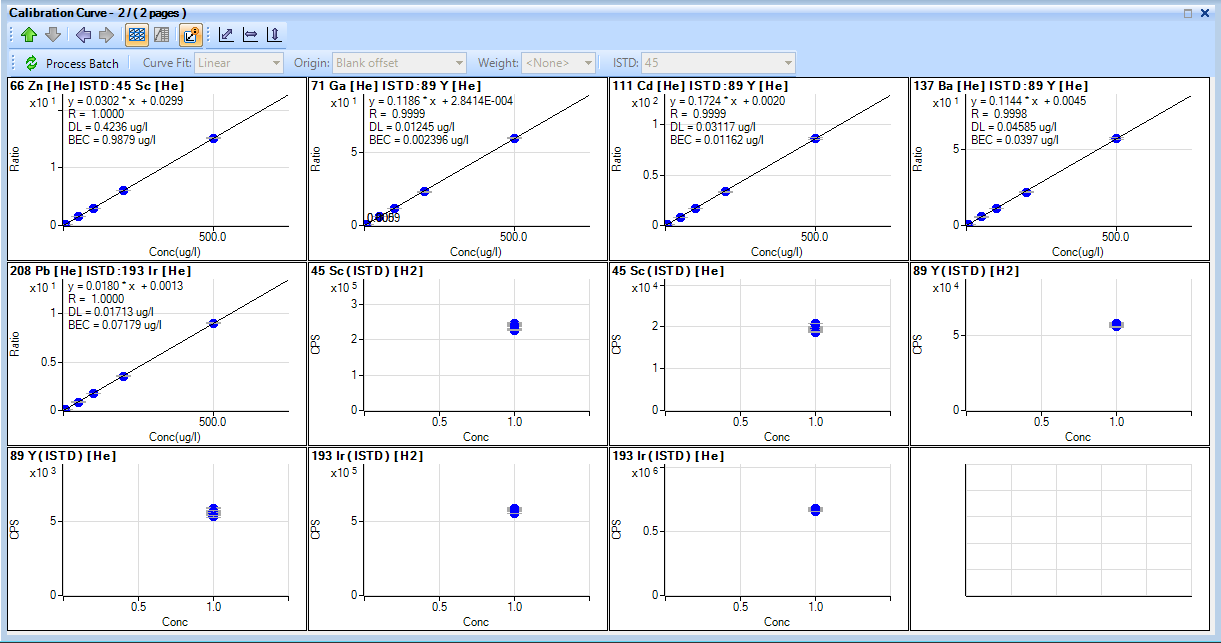 Calibration Curve - 2 / ( 2 pages )
Process Batch Curve Fit: Linear Origin: Blank offset Weight: <None> ISTD: 45
66 Zn [He] ISTD:45 Sc [He]
x10 1
y = 0.0302 * x + 0.0299
R = 1.0000
DL = 0.4236 ug/l
BEC = 0.9879 ug/l
Ratio
1
0
500.0
Conc(ug/l)
71 Ga [He] ISTD:89 Y [He]
x10 1
y = 0.1186 * x + 2.8414E-004
R = 0.9999
DL = 0.01245 ug/l
BEC = 0.002396 ug/l
Ratio
5
0
500.0
Conc(ug/l)
111 Cd [He] ISTD:89 Y [He]
x10 2
y = 0.1724 * x + 0.0020
R = 0.9999
DL = 0.03117 ug/l
BEC = 0.01162 ug/l
Ratio
1
0.5
0
500.0
Conc(ug/l)
137 Ba [He] ISTD:89 Y [He]
x10 1
y = 0.1144 * x + 0.0045
R = 0.9998
DL = 0.04585 ug/l
BEC = 0.0397 ug/l
Ratio
5
0
500.0
Conc(ug/l)
208 Pb [He] ISTD:193 Ir [He]
x10 1
y = 0.0180 * x + 0.0013
R = 1.0000
DL = 0.01713 ug/l
BEC = 0.07179 ug/l
Ratio
1
0.5
0
500.0
Conc(ug/l)
45 Sc (ISTD) [H2]
x10 5
CPS
3
2
1
0
0.5 1.0
Conc
45 Sc (ISTD) [He]
x10 4
CPS
2
1
0
0.5 1.0
Conc
89 Y (ISTD) [H2]
x10 4
CPS
5
0
0.5 1.0
Conc
89 Y (ISTD) [He]
x10 3
CPS
5
0
0.5 1.0
Conc
193 Ir (ISTD) [H2]
x10 5
CPS
5
0
0.5 1.0
Conc
193 Ir (ISTD) [He]
x10 6
CPS
0.5
0
0.5 1.0
Conc